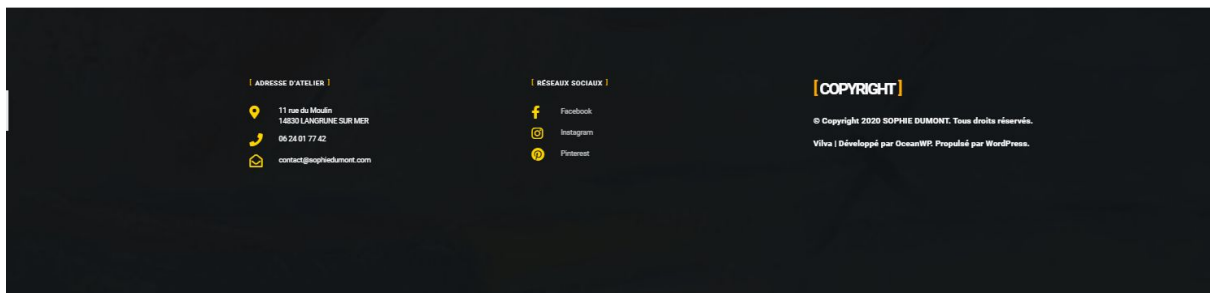 [ ADRESSE D'ATELIER ]
11 rue du Moulin
14830 LANGRUNE SUR MER
06 24 01 77 42
contact@sophiedumont.com
[ RÉSEAUX SOCIAUX ]
Facebook
Instagram
Pinterest
[COPYRIGHT]
© Copyright 2020 SOPHIE DUMONT. Tous droits réservés.
Vilva | Développé par OceanWP. Propulsé par WordPress.